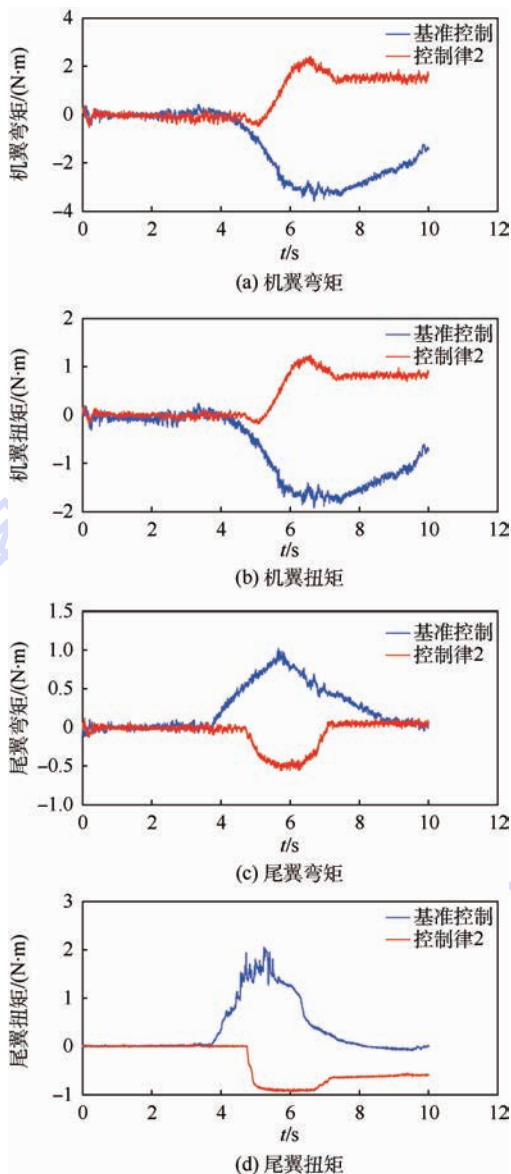 机翼弯矩/(N·m)
4
2
0
−2
−4
基准控制
控制律2
0 2 4 6 8 10 12
t/s
(a) 机翼弯矩
机翼扭矩/(N·m)
2
1
0
−1
−2
基准控制
控制律2
0 2 4 6 8 10 12
t/s
(b) 机翼扭矩
尾翼弯矩/(N·m)
1.5
1.0
0.5
0
−0.5
−1.0
基准控制
控制律2
0 2 4 6 8 10 12
t/s
(c) 尾翼弯矩
尾翼扭矩/(N·m)
3
2
1
0
−1
基准控制
控制律2
0 2 4 6 8 10 12
t/s
(d) 尾翼扭矩